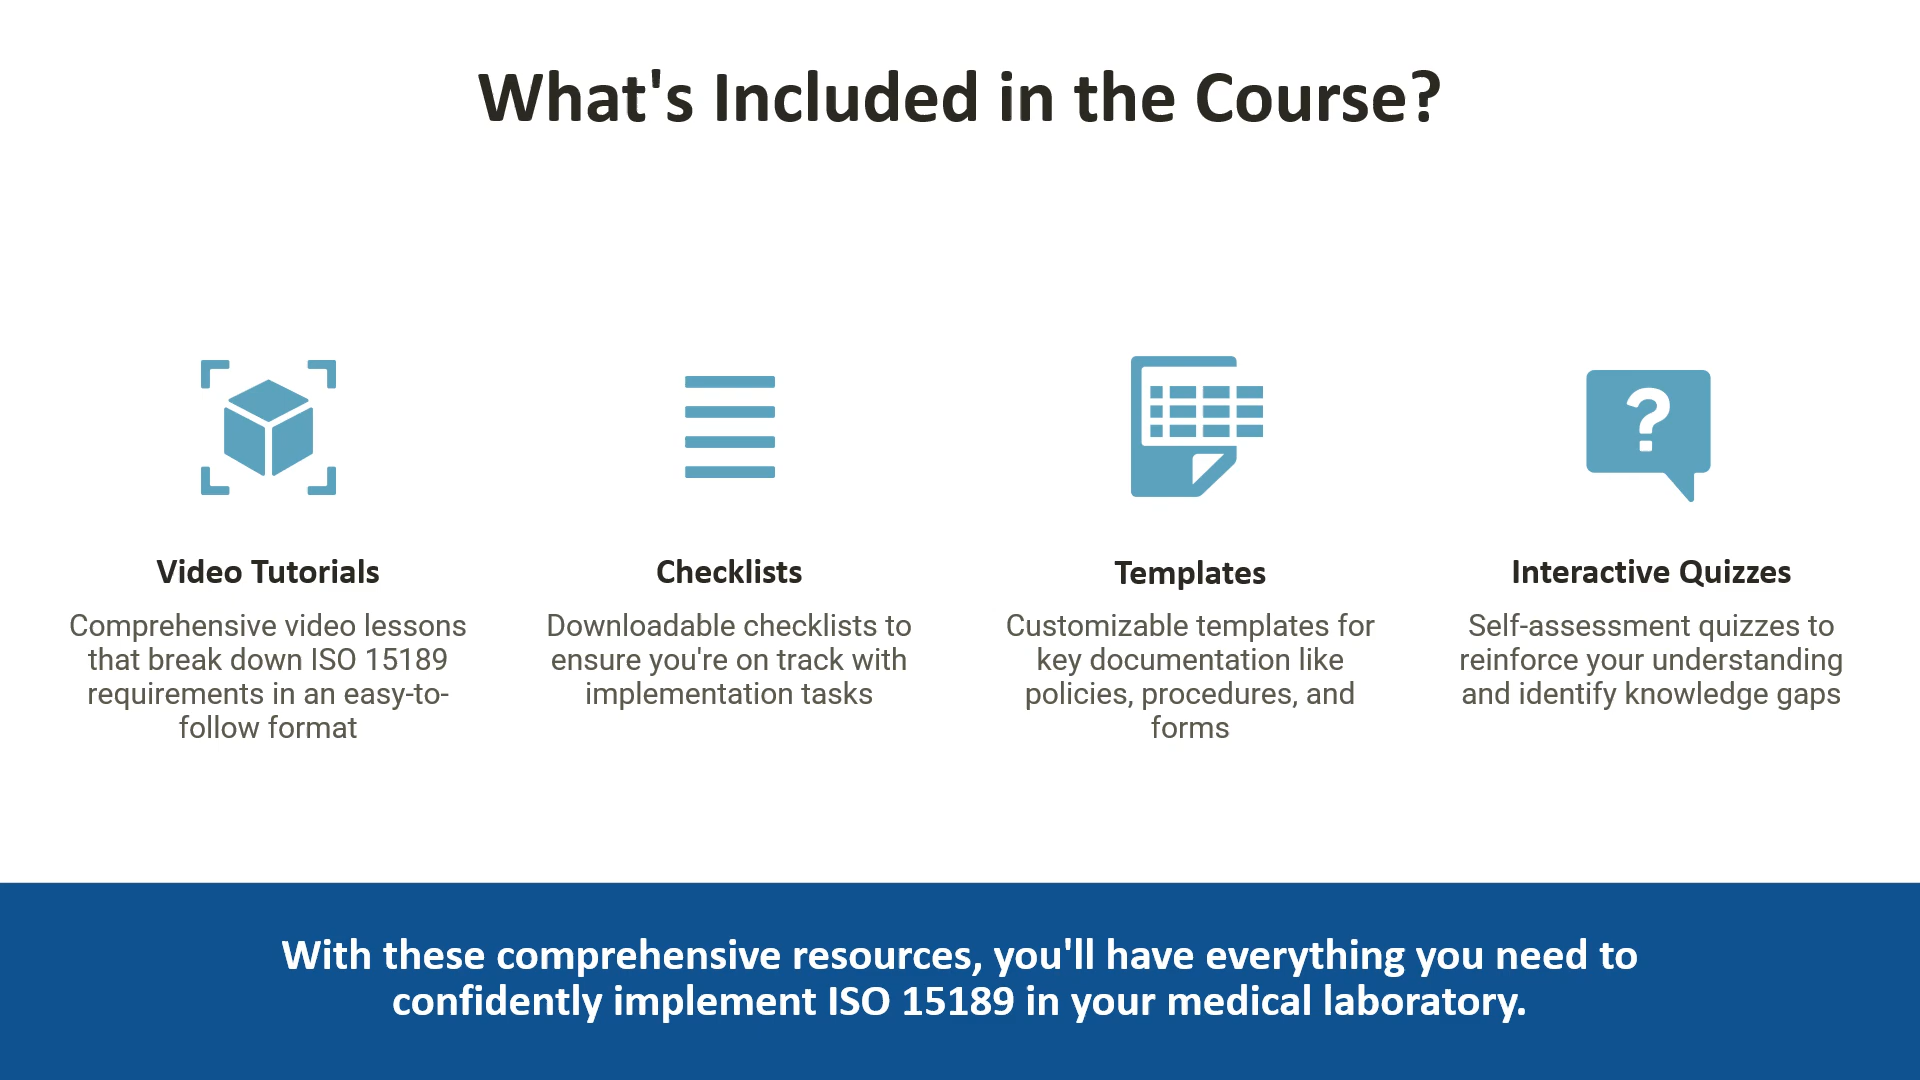 What's Included in the Course?
Video Tutorials
Comprehensive video lessons
that break down ISO 15189
requirements in an easy-to-
follow format
Checklists
Downloadable checklists to
ensure you're on track with
implementation tasks
Templates
Customizable templates for
key documentation like
policies, procedures, and
forms
?
Interactive Quizzes
Self-assessment quizzes to
reinforce your understanding
and identify knowledge gaps
With these comprehensive resources, you'll have everything you need to
confidently implement ISO 15189 in your medical laboratory.